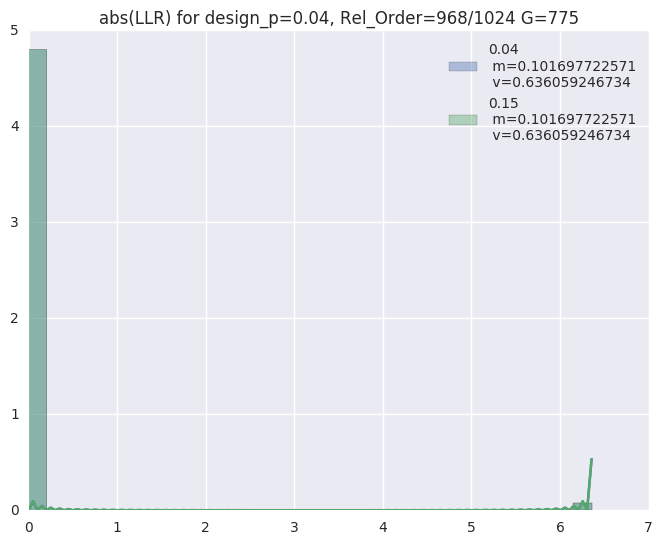 abs(LLR) for design_p=0.04, Rel_Order=968/1024 G=775
0.04
m=0.101697722571
v=0.636059246734
0.15
m=0.101697722571
v=0.636059246734
5
4
3
2
1
0
0 1 2 3 4 5 6 7